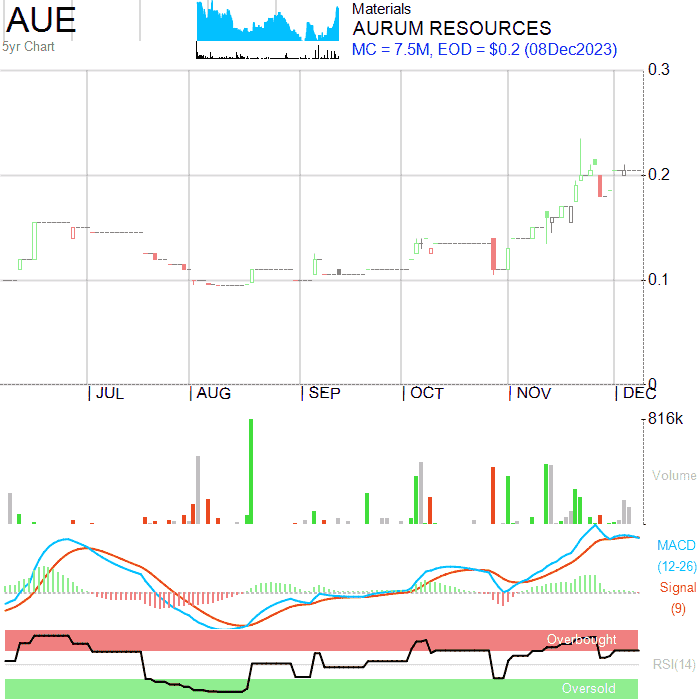 AUE
5yr Chart
Materials
AURUM RESOURCES
MC = 7.5M, EOD = $0.2 (08Dec2023)
0.3
0.2
0.1
0
JUL AUG SEP OCT NOV DEC
816k
Volume
MACD
(12-26)
Signal
(9)
Overbought
RSI(14)
Oversold